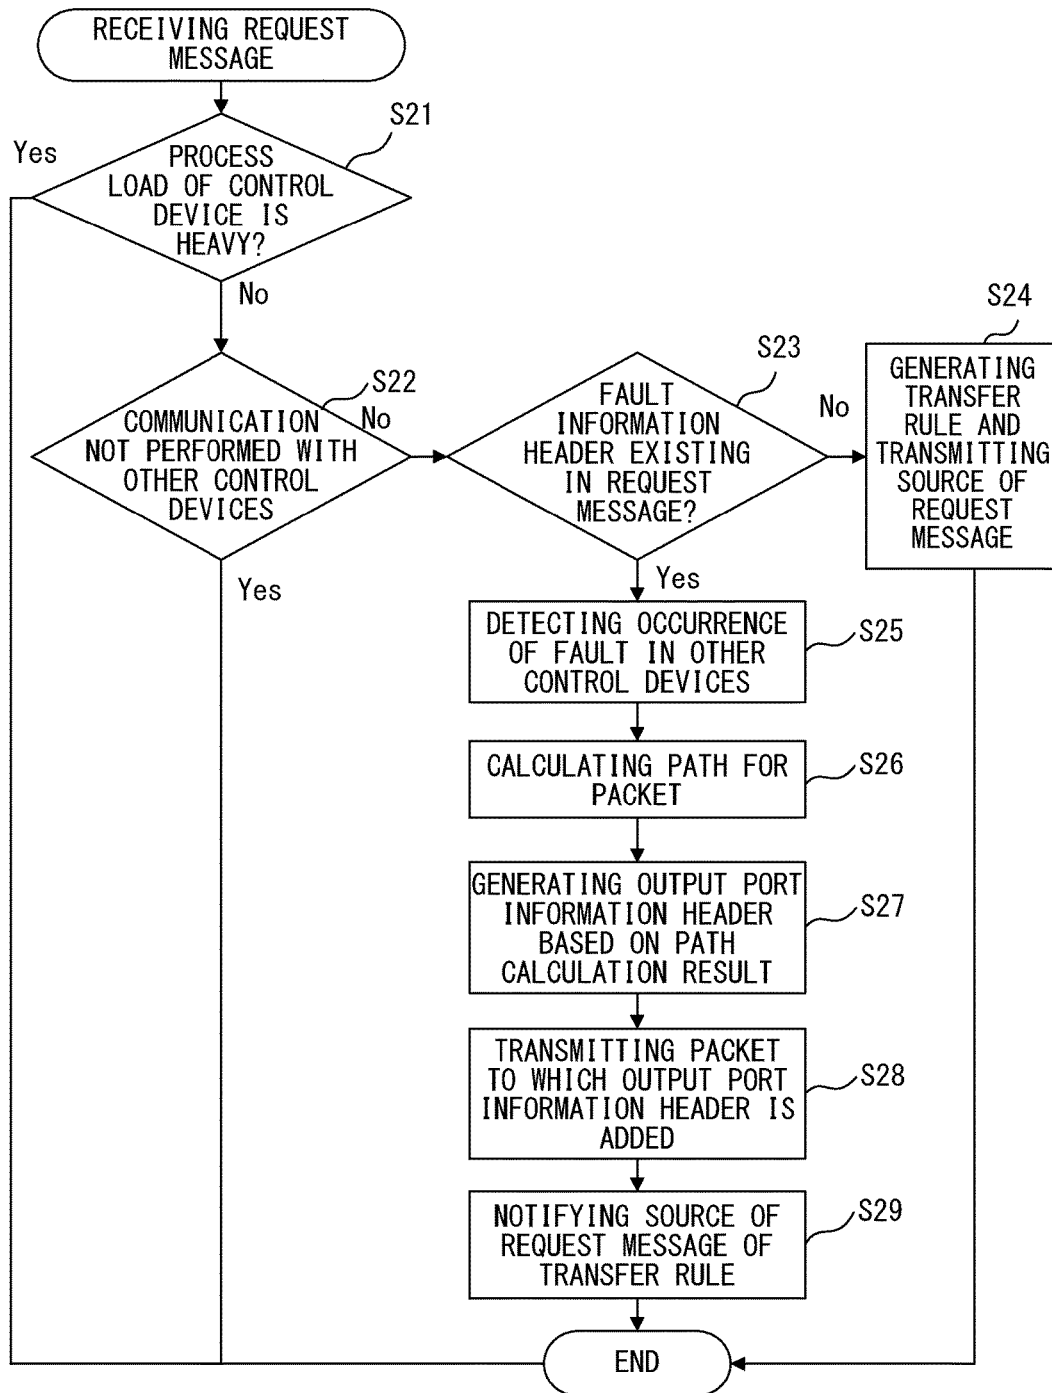 RECEIVING REQUEST
MESSAGE
S21
Yes
PROCESS
LOAD OF CONTROL
DEVICE IS
HEAVY?
No
S22
COMMUNICATION
NOT PERFORMED WITH
OTHER CONTROL
DEVICES
No
Yes
S23
FAULT
INFORMATION
HEADER EXISTING
IN REQUEST
MESSAGE?
No
Yes
S24
GENERATING
TRANSFER
RULE AND
TRANSMITTING
SOURCE OF
REQUEST
MESSAGE
DETECTING OCCURRENCE
OF FAULT IN OTHER
CONTROL DEVICES
S25
CALCULATING PATH FOR
PACKET
S26
GENERATING OUTPUT PORT
INFORMATION HEADER
BASED ON PATH
CALCULATION RESULT
S27
TRANSMITTING PACKET
TO WHICH OUTPUT PORT
INFORMATION HEADER IS
ADDED
S28
NOTIFYING SOURCE OF
REQUEST MESSAGE OF
TRANSFER RULE
S29
END